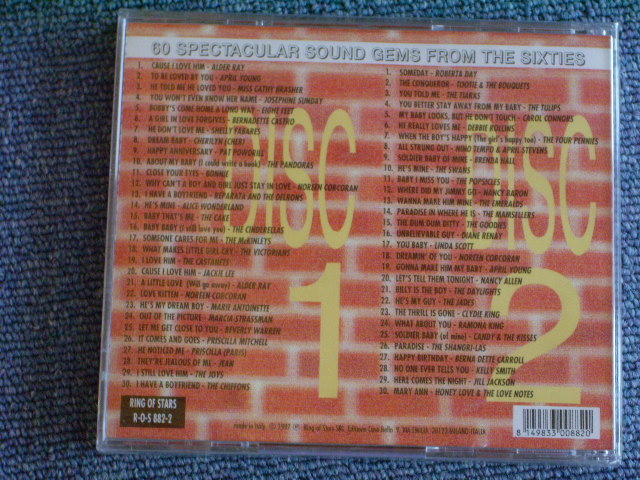 60 SPECTACULAR SOUND GEMS FROM THE SIXTIES
DISC 1
1. CAUSE I LOVE HIM - ALDER RAY
2. TO BE LOVED BY YOU - APRIL YOUNG
3. HE TOLD ME HE LOVED YOU - MISS CATHY BRASHER
4. YOU WON'T EVEN KNOW HER NAME - JOSEPHINE SUNDAY
5. BOBBY'S COME HOME A LONG WAY - EIGHT FEET
6. A GIRL IN LOVE FORGIVES - BERNADETTE CASTRO
7. HE DON'T LOVE ME - SHELLY FABARES
8. DREAM BABY - CHERILYN (CHER)
9. HAPPY ANNIVERSARY - PAT POWDRILL
10. ABOUT MY BABY (I could write a book) - THE PANDORAS
11. CLOSE YOUR EYES - BONNIE
12. WHY CAN'T A BOY AND GIRL JUST STAY IN LOVE - NOREEN CORCORAN
13. I HAVE A BOYFRIEND - REPARATA AND THE DELRONS
14. HE'S MINE - ALICE WONDERLAND
15. BABY THAT'S ME - THE CAKE
16. BABY BABY (I still love you) - THE CINDERELLAS
17. SOMEONE CARES FOR ME - THE McKINLEYS
18. WHAT MAKES LITTLE GIRL CRY - THE VICTORIANS
19. I LOVE HIM - THE CASTANETS
20. CAUSE I LOVE HIM - JACKIE LEE
21. A LITTLE LOVE (Will go away) - ALDER RAY
22. LOVE KITTEN - NOREEN CORCORAN
23. HE'S MY DREAM BOY - MARIE ANTOINETTE
24. OUT OF THE PICTURE - MARCIA STRASSMAN
25. LET ME GET CLOSE TO YOU - BEVERLY WARREN
26. IT COMES AND GOES - PRISCILLA MITCHELL
27. HE NOTICED ME - PRISCILLA (PARIS)
28. THEY'RE JEALOUS OF ME - JEAN
29. I STILL LOVE HIM - THE JOYS
30. I HAVE A BOYFRIEND - THE CHIFFONS
DISC 2
1. SOMEDAY - ROBERTA DAY
2. THE CONQUEROR - TOOTIE & THE BOUQUETS
3. YOU TOLD ME - THE TIARAS
4. YOU BETTER STAY AWAY FROM MY BABY - THE TULIPS
5. MY BABY LOOKS, BUT HE DON'T TOUCH - CAROL CONNORS
6. HE REALLY LOVES ME - DEBBIE ROLLINS
7. WHEN THE BOY'S HAPPY (The girl's happy too) - THE FOUR PENNIES
8. ALL STRUNG OUT - NINO TEMPO & APRIL STEVENS
9. SOLDIER BABY OF MINE - BRENDA HALL
10. HE'S MINE - THE SWANS
11. BABY I MISS YOU - THE POPSICLES
12. WHERE DID MY JIMMY GO - NANCY BARON
13. WANNA MAKE HIM MINE - THE EMERALDS
14. PARADISE IN WHERE HE IS - THE MAMSELLERS
15. THE DUM DUM DITTY - THE GOODIES
16. UNBELIEVABLE GUY - DIANE RENAY
17. YOU BABY - LINDA SCOTT
18. DREAMIN' OF YOU - NOREEN CORCORAN
19. GONNA MAKE HIM MY BABY - APRIL YOUNG
20. LET'S TELL THEM TONIGHT - NANCY ALLEN
21. BILLY IS THE BOY - THE DAYLIGHTS
22. HE'S MY GUY - THE JADES
23. THE THRILL IS GONE - CLYDIE KING
24. WHAT ABOUT YOU - RAMONA KING
25. SOLDIER BABY (of mine) - CANDY & THE KISSES
26. PARADISE - THE SHANGRI-LAS
27. HAPPY BIRTHDAY - BERNA DETTE CARROLL
28. NO ONE EVER TELLS YOU - KELLY SMITH
29. HERE COMES THE NIGHT - JILL JACKSON
30. MARY ANN - HONEY LOVE & THE LOVE NOTES
RING OF STARS
R-O-S 882-2
made in Italy © 1997 ℗ Ring of Stars SRL, VIA EMILIA, 20122 MILANO-ITALIA
8 149833 008820